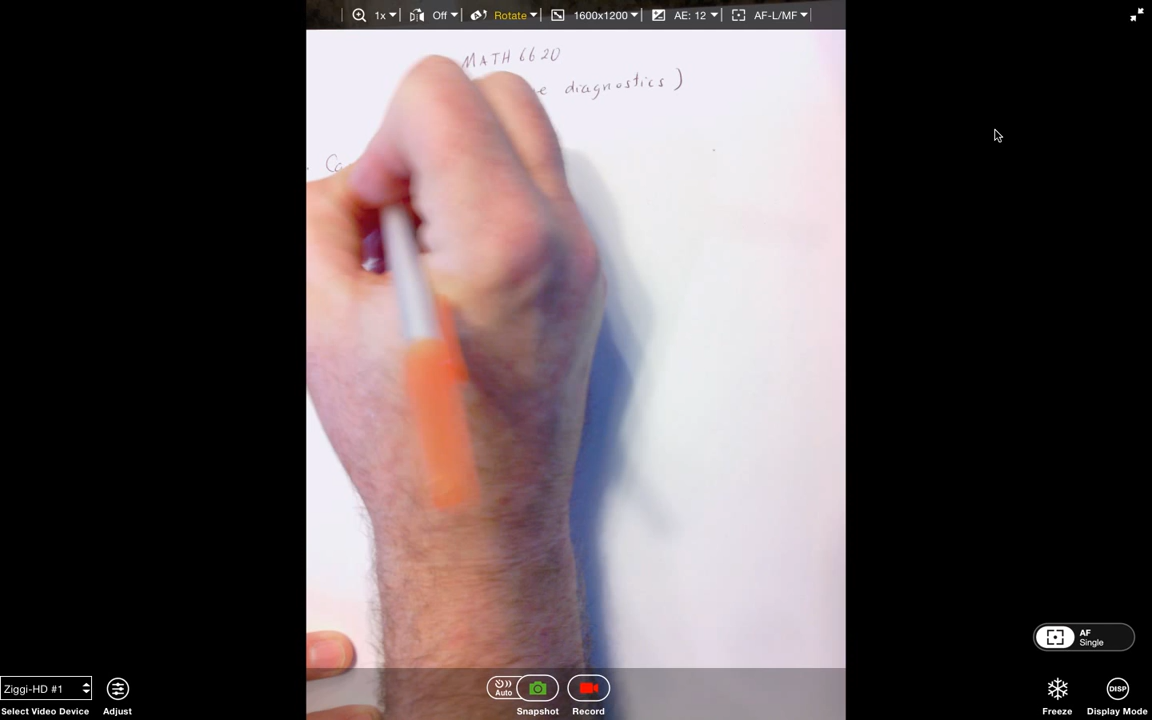 1x Off Rotate 1600x1200 AE: 12 AF-L/MF
MATH 6620
diagnostics)
AF
Single
Ziggi-HD #1
Auto
Select Video Device Adjust Snapshot Record Freeze Display Mode
DISP